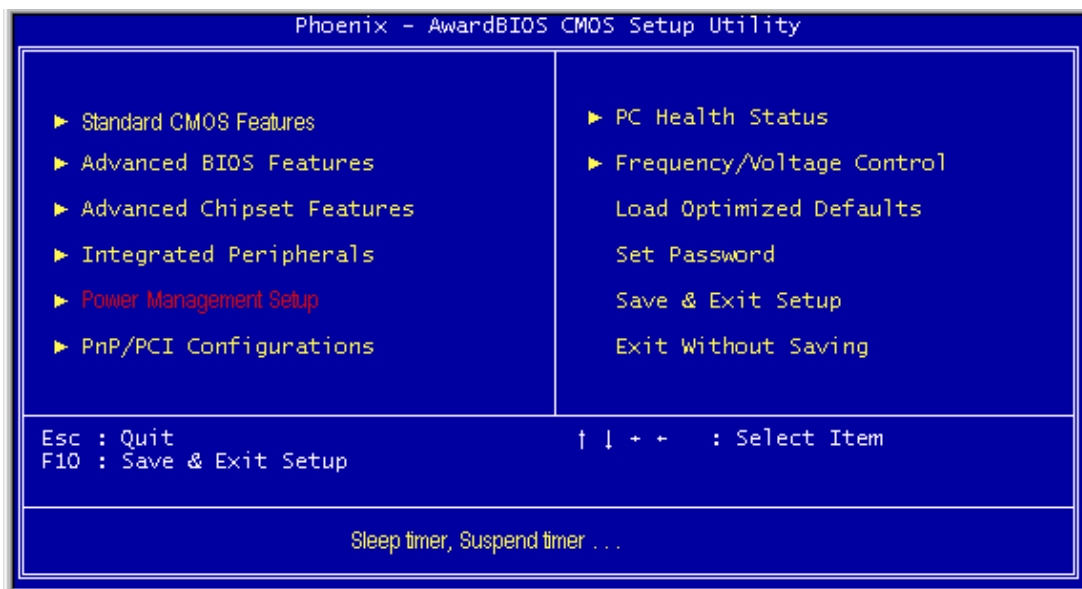 Phoenix – AwardBIOS CMOS Setup Utility
► Standard CMOS Features
► Advanced BIOS Features
► Advanced Chipset Features
► Integrated Peripherals
► Power Management Setup
► PnP/PCI Configurations
► PC Health Status
► Frequency/Voltage Control
Load Optimized Defaults
Set Password
Save & Exit Setup
Exit Without Saving
Esc : Quit
F10 : Save & Exit Setup
↑ ↓ → ← : Select Item
Sleep timer, Suspend timer . . .